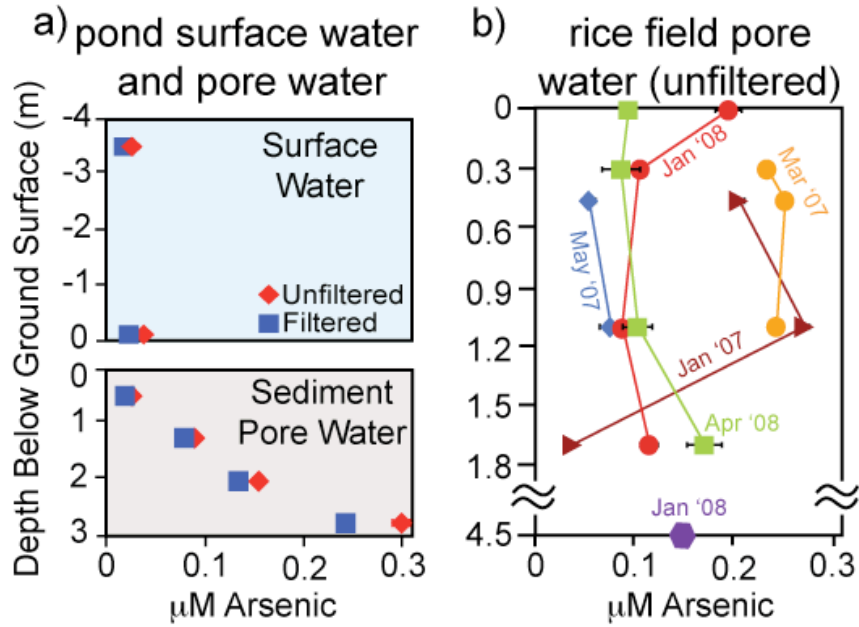 a) pond surface water
and pore water
Depth Below Ground Surface (m)
-4
-3
-2
-1
0
Surface
Water
Unfiltered
Filtered
0
1
2
3
Sediment
Pore Water
0
0.1
0.2
0.3
µM Arsenic
b) rice field pore
water (unfiltered)
0
0.3
0.6
0.9
1.2
1.5
1.8
4.5
Jan '08
Mar '07
May '07
Jan '07
Apr '08
Jan '08
0
0.1
0.2
0.3
µM Arsenic